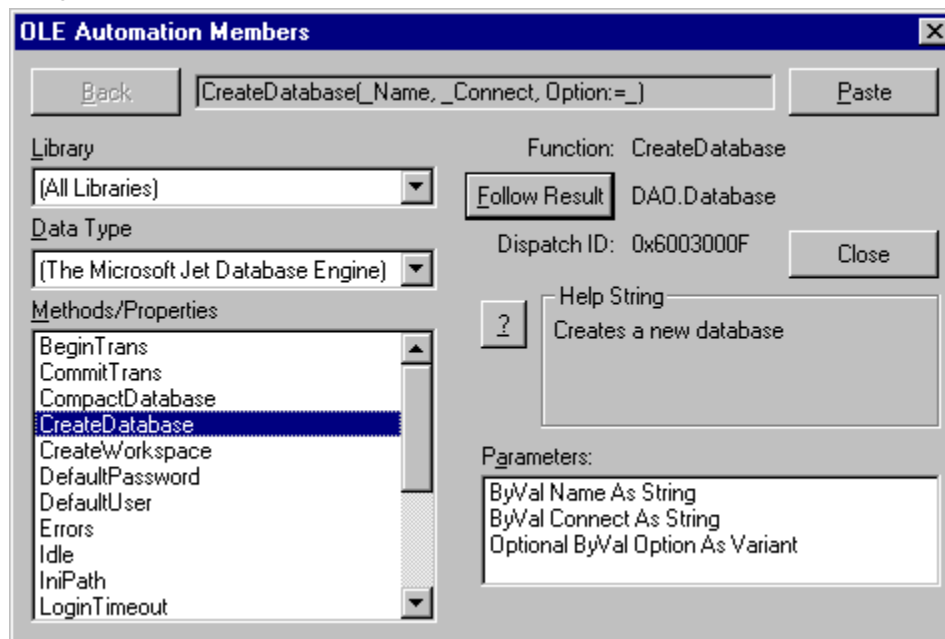 OLE Automation Members
Back
CreateDatabase(_Name, _Connect, Option:=_)
Paste
Library
(All Libraries)
Data Type
(The Microsoft Jet Database Engine)
Methods/Properties
BeginTrans
CommitTrans
CompactDatabase
CreateDatabase
CreateWorkspace
DefaultPassword
DefaultUser
Errors
Idle
IniPath
LoginTimeout
Function: CreateDatabase
Follow Result DAO.Database
Dispatch ID: 0x6003000F
Close
?
Help String
Creates a new database
Parameters:
ByVal Name As String
ByVal Connect As String
Optional ByVal Option As Variant